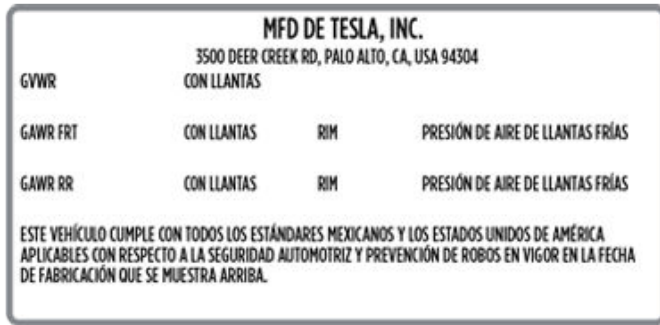 MFD DE TESLA, INC.
3500 DEER CREEK RD, PALO ALTO, CA, USA 94304
GVWR CON LLANTAS
GAWR FRT CON LLANTAS RIM PRESIÓN DE AIRE DE LLANTAS FRÍAS
GAWR RR CON LLANTAS RIM PRESIÓN DE AIRE DE LLANTAS FRÍAS
ESTE VEHÍCULO CUMPLE CON TODOS LOS ESTÁNDARES MEXICANOS Y LOS ESTADOS UNIDOS DE AMÉRICA
APLICABLES CON RESPECTO A LA SEGURIDAD AUTOMOTRIZ Y PREVENCIÓN DE ROBOS EN VIGOR EN LA FECHA
DE FABRICACIÓN QUE SE MUESTRA ARRIBA.